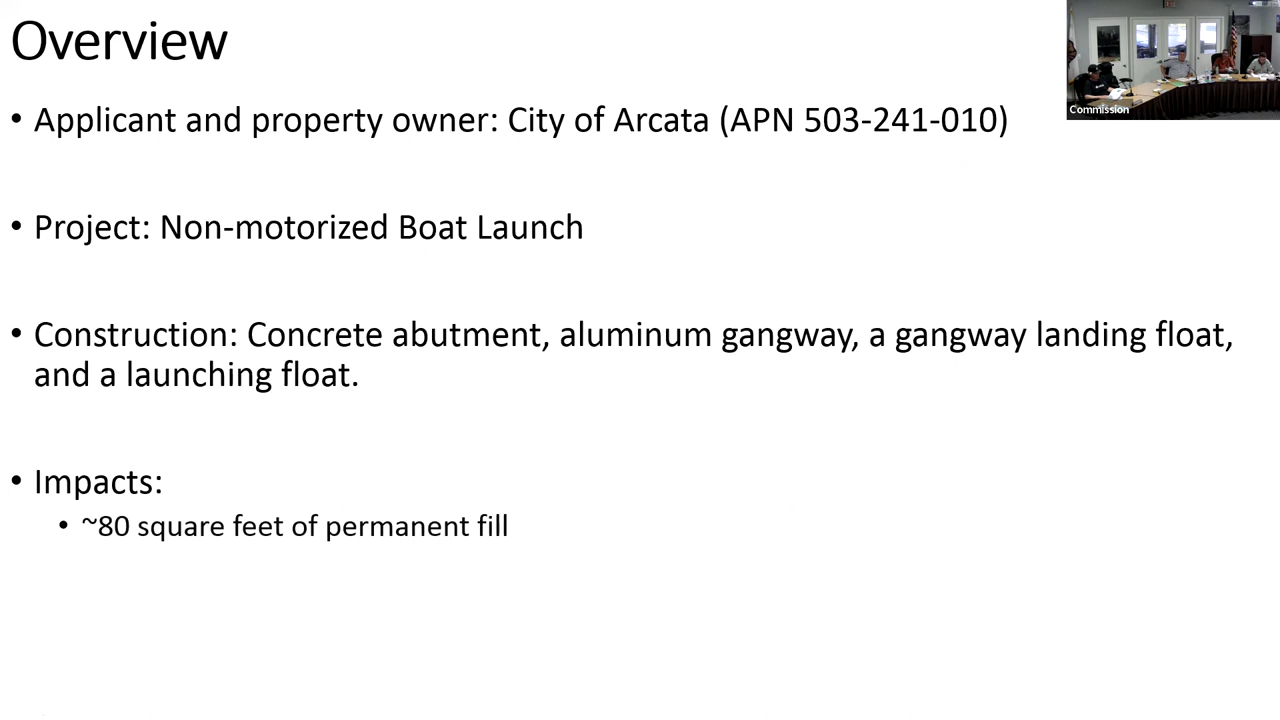 Overview
Commission
• Applicant and property owner: City of Arcata (APN 503-241-010)
• Project: Non-motorized Boat Launch
• Construction: Concrete abutment, aluminum gangway, a gangway landing float,
and a launching float.
• Impacts:
• ~80 square feet of permanent fill